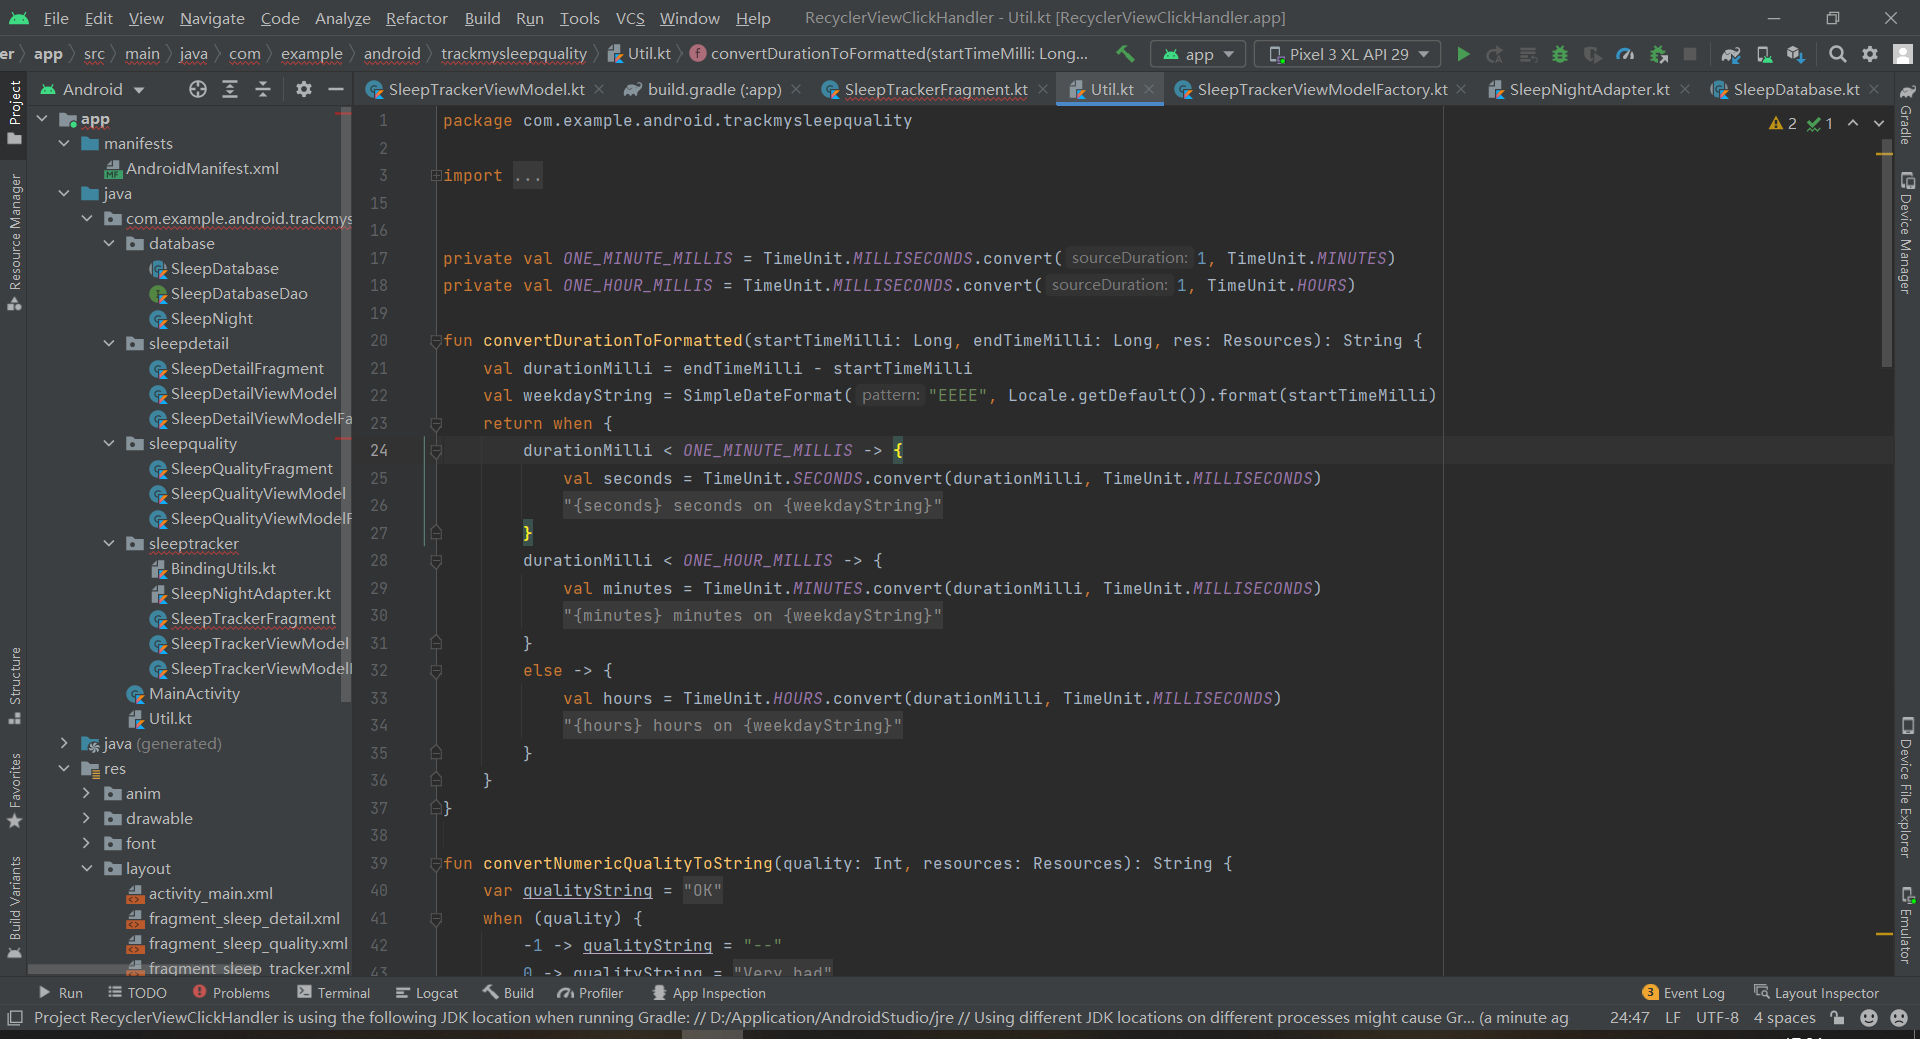 File Edit View Navigate Code Analyze Refactor Build Run Tools VCS Window Help RecyclerViewClickHandler - Util.kt [RecyclerViewClickHandler.app]
er app src main java com example android trackmysleepquality Util.kt convertDurationToFormatted(startTimeMilli: Long... app Pixel 3 XL API 29
Android SleepTrackerViewModel.kt build.gradle (:app) SleepTrackerFragment.kt Util.kt SleepTrackerViewModelFactory.kt SleepNightAdapter.kt SleepDatabase.kt
Project
Resource Manager
Structure
Favorites
Build Variants
app
manifests
AndroidManifest.xml
java
com.example.android.trackmys
database
SleepDatabase
SleepDatabaseDao
SleepNight
sleepdetail
SleepDetailFragment
SleepDetailViewModel
SleepDetailViewModelFa
sleepquality
SleepQualityFragment
SleepQualityViewModel
SleepQualityViewModelF
sleeptracker
BindingUtils.kt
SleepNightAdapter.kt
SleepTrackerFragment
SleepTrackerViewModel
SleepTrackerViewModel
MainActivity
Util.kt
java (generated)
res
anim
drawable
font
layout
activity_main.xml
fragment_sleep_detail.xml
fragment_sleep_quality.xml
fragment_sleep_tracker.xml
2 1
1 package com.example.android.trackmysleepquality
2
3 import ...
15
16
17 private val ONE_MINUTE_MILLIS = TimeUnit.MILLISECONDS.convert( sourceDuration: 1, TimeUnit.MINUTES)
18 private val ONE_HOUR_MILLIS = TimeUnit.MILLISECONDS.convert( sourceDuration: 1, TimeUnit.HOURS)
19
20 fun convertDurationToFormatted(startTimeMilli: Long, endTimeMilli: Long, res: Resources): String {
21 val durationMilli = endTimeMilli - startTimeMilli
22 val weekdayString = SimpleDateFormat( pattern: "EEEE", Locale.getDefault()).format(startTimeMilli)
23 return when {
24 durationMilli < ONE_MINUTE_MILLIS -> {
25 val seconds = TimeUnit.SECONDS.convert(durationMilli, TimeUnit.MILLISECONDS)
26 "{seconds} seconds on {weekdayString}"
27 }
28 durationMilli < ONE_HOUR_MILLIS -> {
29 val minutes = TimeUnit.MINUTES.convert(durationMilli, TimeUnit.MILLISECONDS)
30 "{minutes} minutes on {weekdayString}"
31 }
32 else -> {
33 val hours = TimeUnit.HOURS.convert(durationMilli, TimeUnit.MILLISECONDS)
34 "{hours} hours on {weekdayString}"
35 }
36 }
37 }
38
39 fun convertNumericQualityToString(quality: Int, resources: Resources): String {
40 var qualityString = "OK"
41 when (quality) {
42 -1 -> qualityString = "--"
43 0 -> qualityString = "Very bad"
Gradle
Device Manager
Device File Explorer
Emulator
Run TODO Problems Terminal Logcat Build Profiler App Inspection 3 Event Log Layout Inspector
Project RecyclerViewClickHandler is using the following JDK location when running Gradle: // D:/Application/AndroidStudio/jre // Using different JDK locations on different processes might cause Gr... (a minute ag 24:47 LF UTF-8 4 spaces